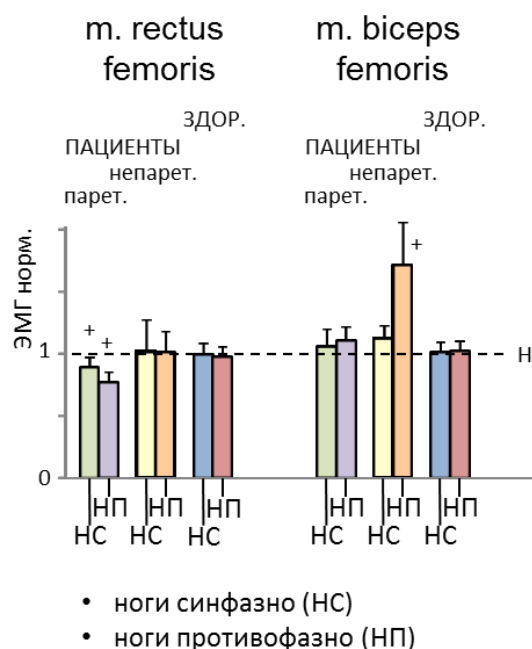 m. rectus
femoris
m. biceps
femoris
ЗДОР.
ПАЦИЕНТЫ
непарет.
парет.
ЗДОР.
ПАЦИЕНТЫ
непарет.
парет.
ЭМГ норм.
+
+
+
1
Н
0
НП НП НП НП НП НП
НС НС НС НС НС НС
• ноги синфазно (НС)
• ноги противофазно (НП)